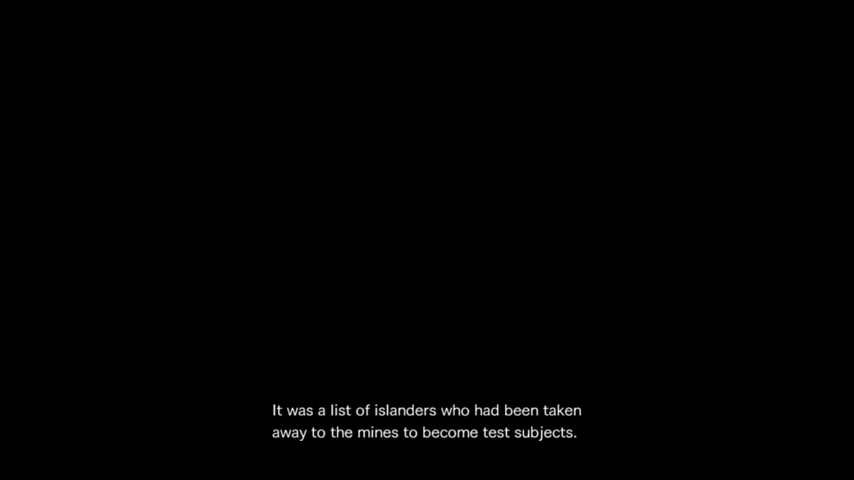 It was a list of islanders who had been taken
away to the mines to become test subjects.